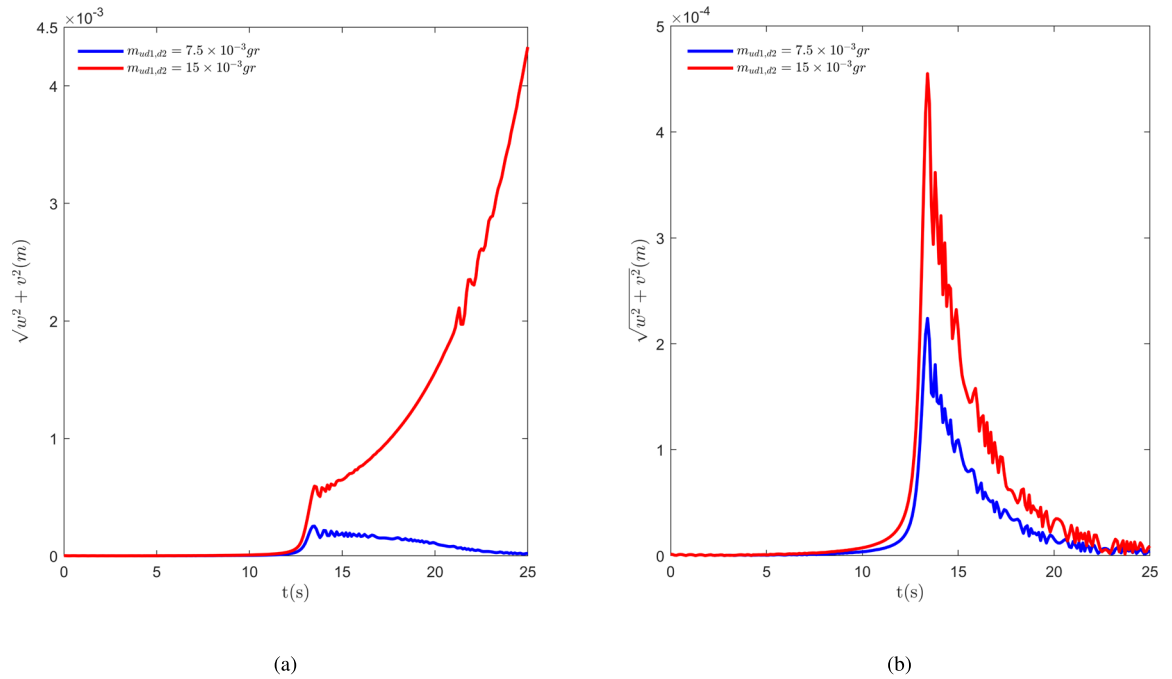 ×10⁻³
4.5
4
3
2
1
0
0 5 10 15 20 25
t(s)
√w² + v²(m)
m_{ud1,d2} = 7.5 × 10⁻³gr
m_{ud1,d2} = 15 × 10⁻³gr
(a)
×10⁻⁴
5
4
3
2
1
0
0 5 10 15 20 25
t(s)
√w² + v²(m)
m_{ud1,d2} = 7.5 × 10⁻³gr
m_{ud1,d2} = 15 × 10⁻³gr
(b)